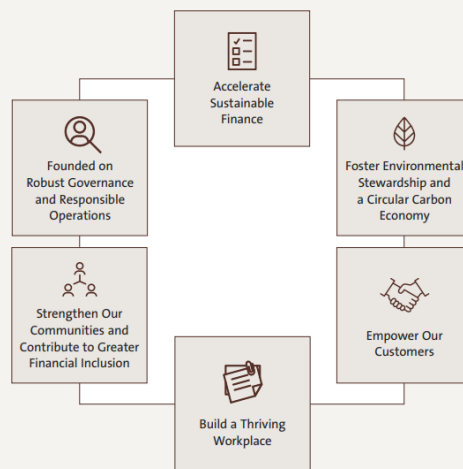 Accelerate
Sustainable
Finance
Founded on
Robust Governance
and Responsible
Operations
Foster Environmental
Stewardship and
a Circular Carbon
Economy
Strengthen Our
Communities and
Contribute to Greater
Financial Inclusion
Empower Our
Customers
Build a Thriving
Workplace